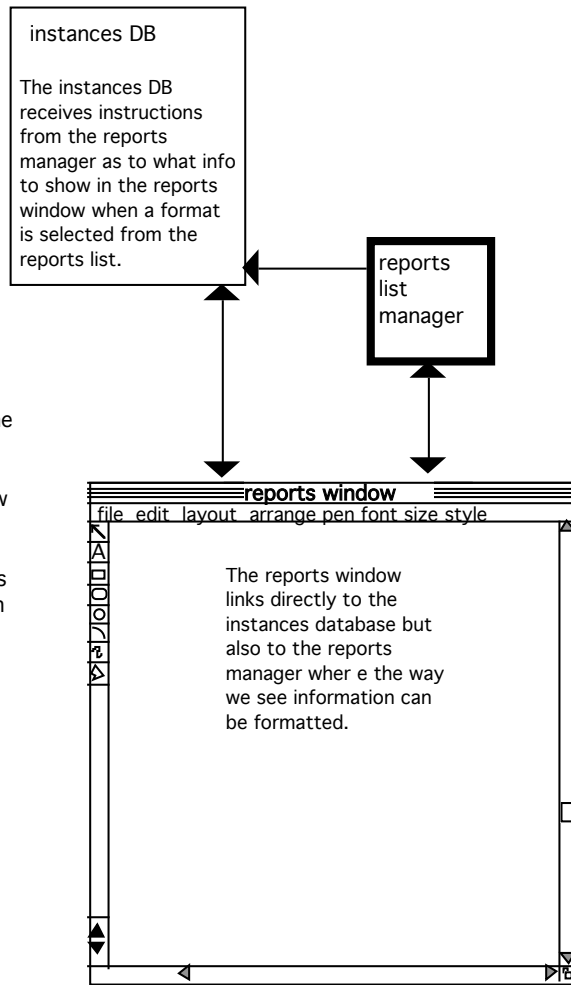 instances DB
The instances DB
receives instructions
from the reports
manager as to what info
to show in the reports
window when a format
is selected from the
reports list.
reports
list
manager
reports window
file edit layout arrange pen font size style
A
The reports window
links directly to the
instances database but
also to the reports
manager wher e the way
we see information can
be formatted.